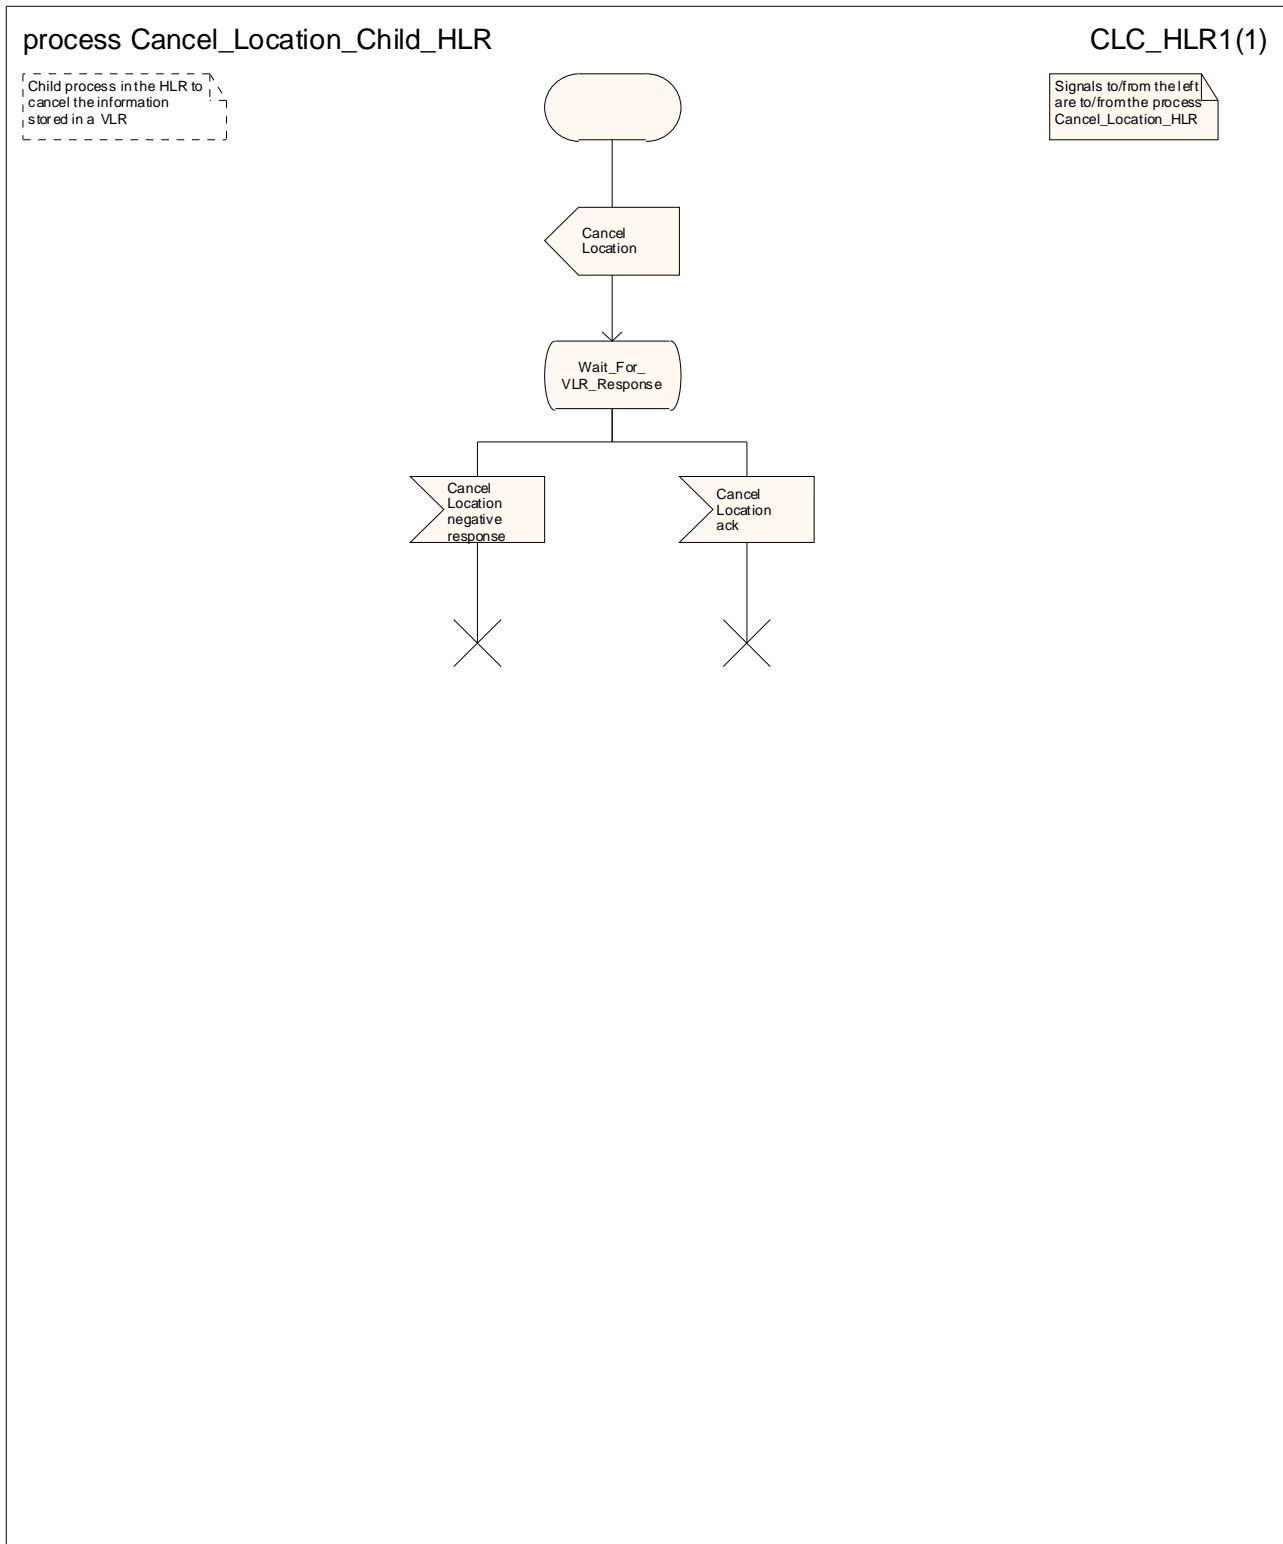 process Cancel_Location_Child_HLR
CLC_HLR1(1)
Child process in the HLR to
cancel the information
stored in a VLR
Signals to/from the left
are to/from the process
Cancel_Location_HLR
Cancel
Location
Wait_For_
VLR_Response
Cancel
Location
negative
response
Cancel
Location
ack